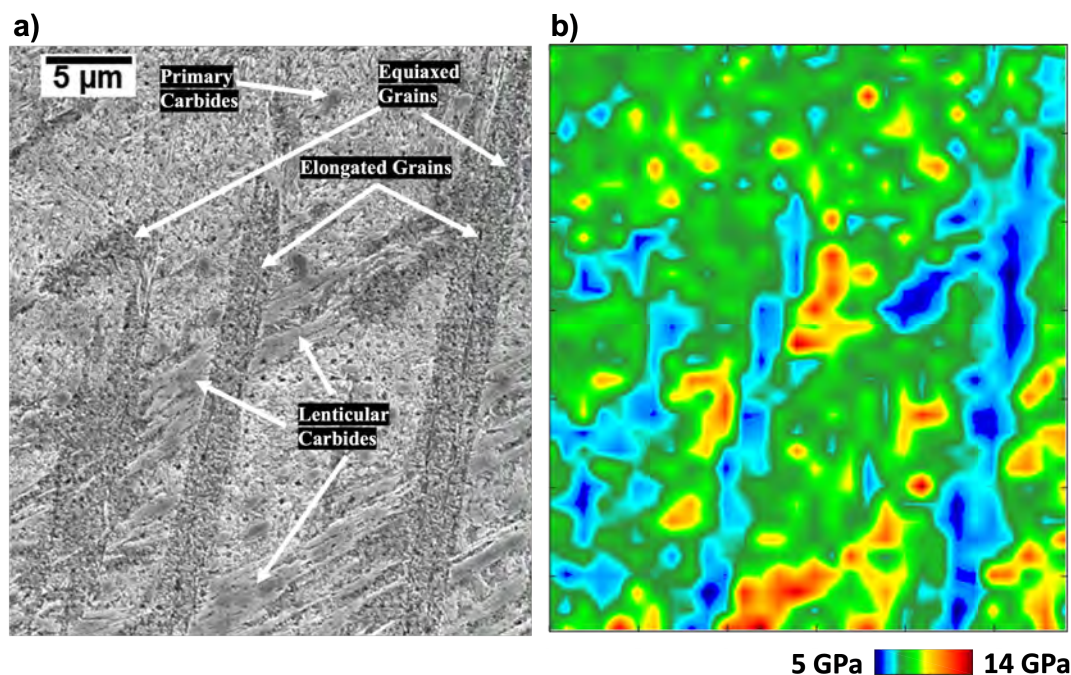 a)
b)
5 µm
Primary
Carbides
Equiaxed
Grains
Elongated Grains
Lenticular
Carbides
5 GPa
14 GPa